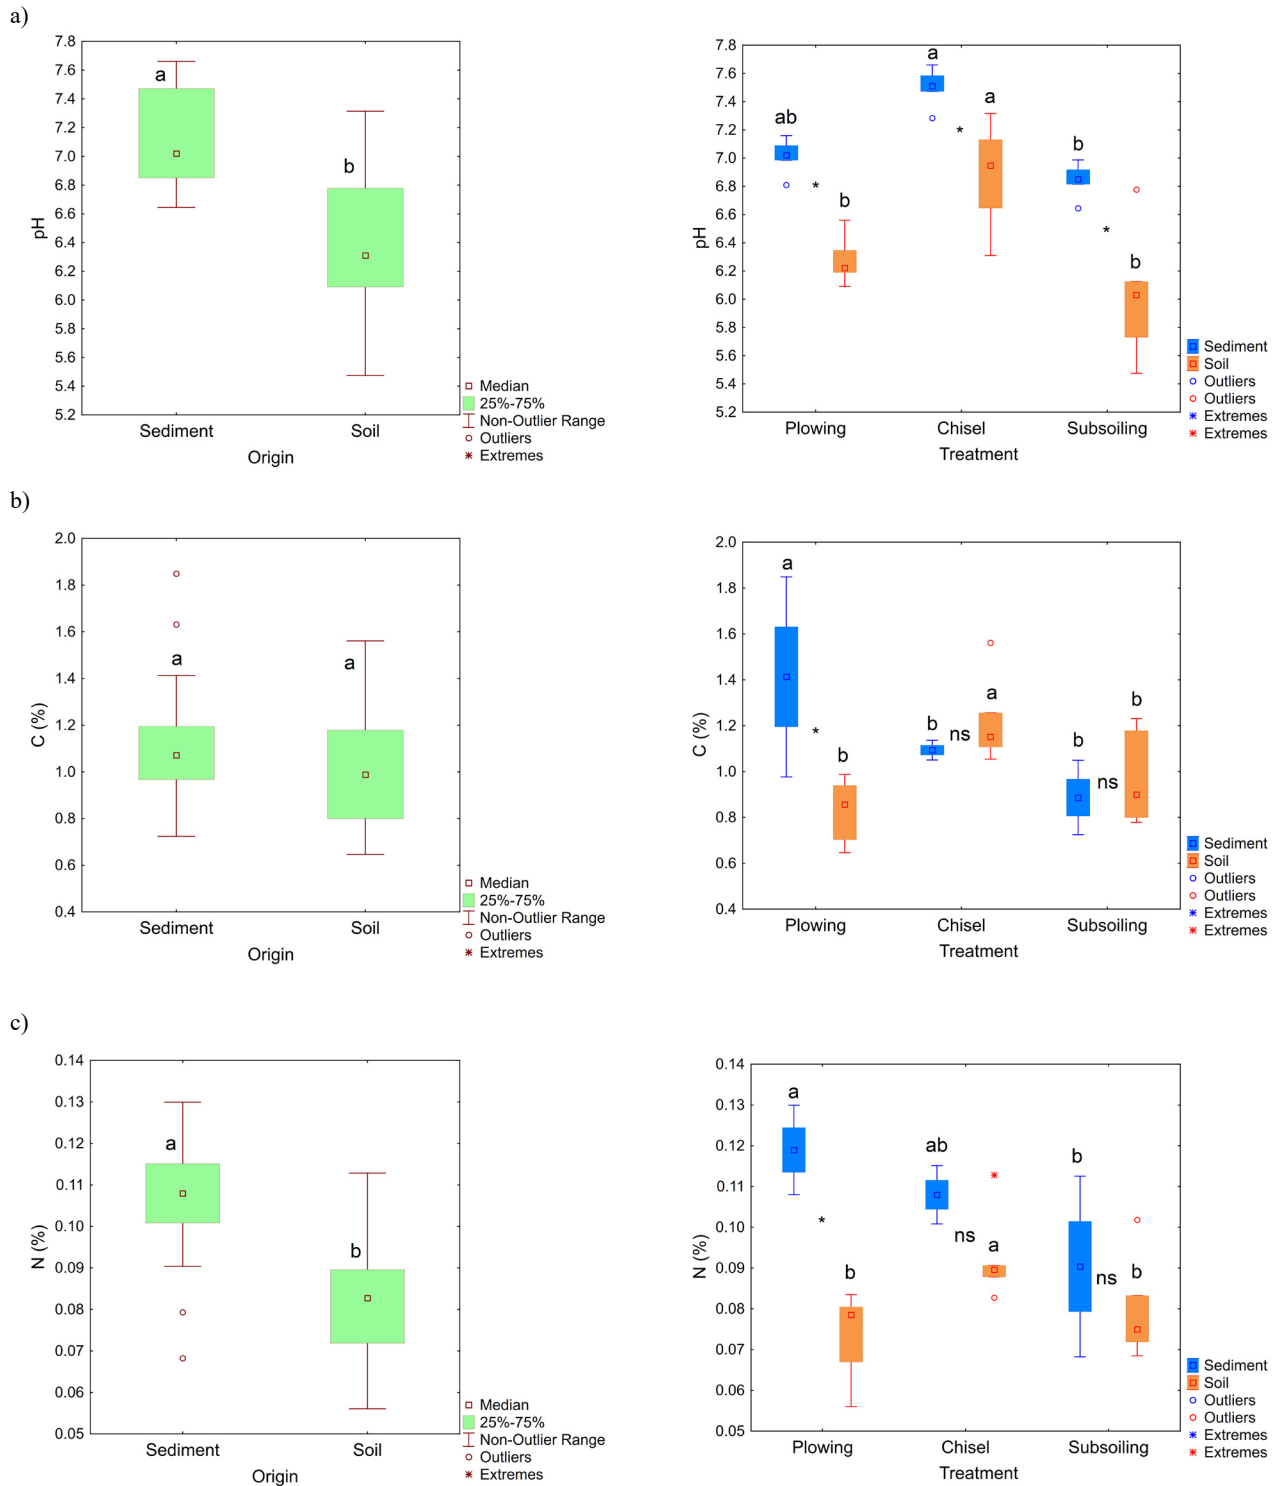 a)
7.8
7.6
7.4
7.2
7.0
6.8
6.6
6.4
6.2
6.0
5.8
5.6
5.4
5.2
pH
a
b
Sediment
Soil
Origin
Median
25%-75%
Non-Outlier Range
Outliers
Extremes
7.8
7.6
7.4
7.2
7.0
6.8
6.6
6.4
6.2
6.0
5.8
5.6
5.4
5.2
pH
ab
*
b
a
*
a
b
*
b
Plowing
Chisel
Subsoiling
Treatment
Sediment
Soil
Outliers
Outliers
Extremes
Extremes
b)
2.0
1.8
1.6
1.4
1.2
1.0
0.8
0.6
0.4
C (%)
a
a
Sediment
Soil
Origin
Median
25%-75%
Non-Outlier Range
Outliers
Extremes
2.0
1.8
1.6
1.4
1.2
1.0
0.8
0.6
0.4
C (%)
a
*
b
b
ns
a
b
ns
b
Plowing
Chisel
Subsoiling
Treatment
Sediment
Soil
Outliers
Outliers
Extremes
Extremes
c)
0.14
0.13
0.12
0.11
0.10
0.09
0.08
0.07
0.06
0.05
N (%)
a
b
Sediment
Soil
Origin
Median
25%-75%
Non-Outlier Range
Outliers
Extremes
0.14
0.13
0.12
0.11
0.10
0.09
0.08
0.07
0.06
0.05
N (%)
a
*
b
ab
ns
a
b
ns
b
Plowing
Chisel
Subsoiling
Treatment
Sediment
Soil
Outliers
Outliers
Extremes
Extremes